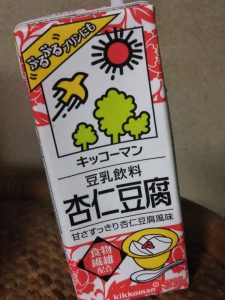 ぷるぷるプリンにも
キッコーマン
豆乳飲料
杏仁豆腐
甘さすっきり杏仁豆腐風味
食物
繊維
配合
kikkoman